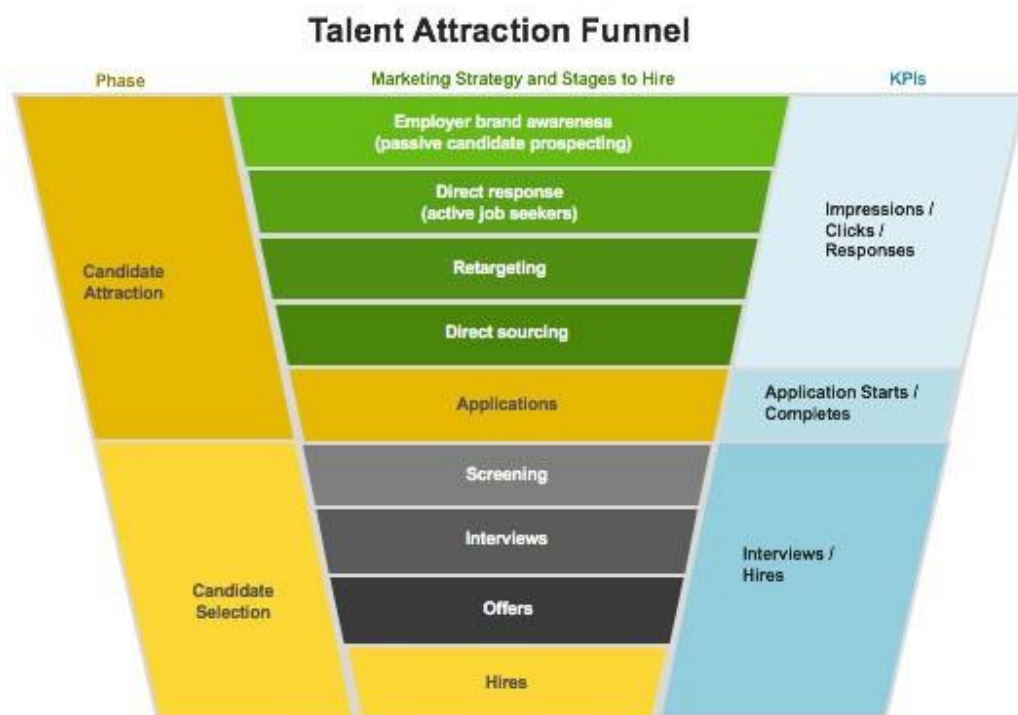 Talent Attraction Funnel
Phase
Marketing Strategy and Stages to Hire
KPIs
Employer brand awareness
(passive candidate prospecting)
Direct response
(active job seekers)
Impressions /
Clicks /
Responses
Retargeting
Candidate
Attraction
Direct sourcing
Applications
Application Starts /
Completes
Screening
Interviews
Interviews /
Hires
Candidate
Selection
Offers
Hires